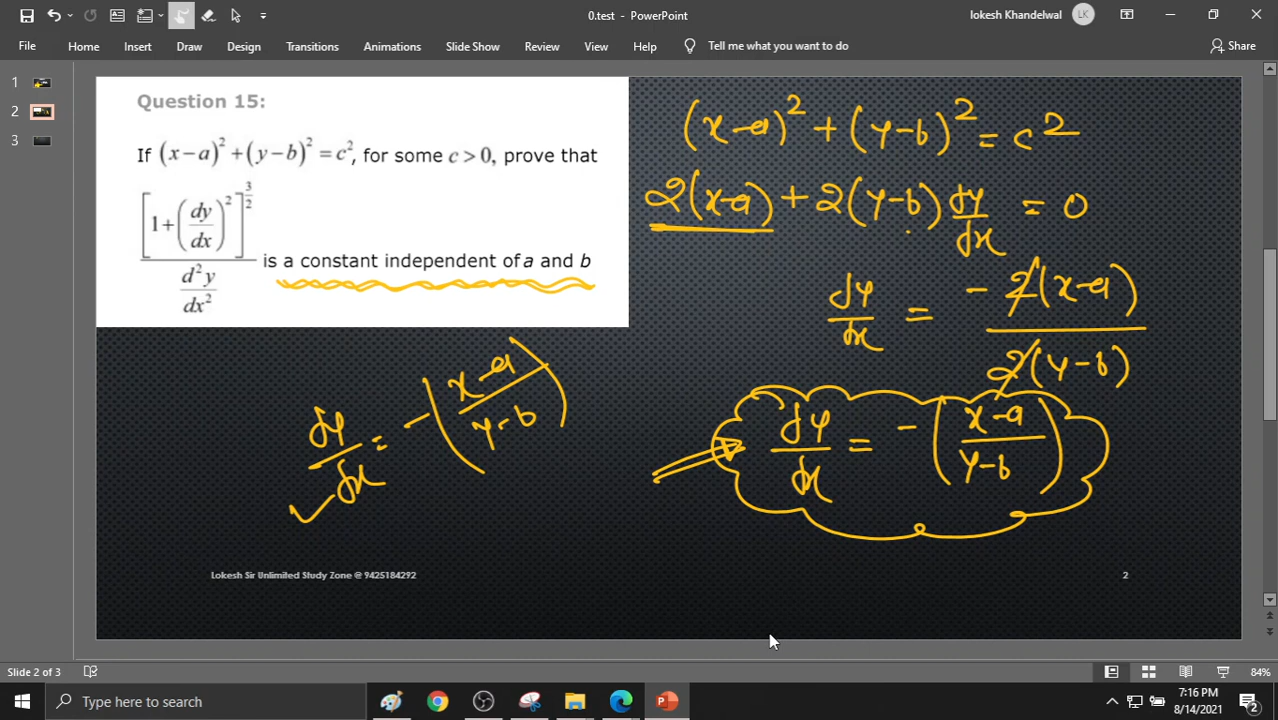 0.test - PowerPoint
lokesh Khandelwal LK
File Home Insert Draw Design Transitions Animations Slide Show Review View Help Tell me what you want to do Share
1
2
3
Question 15:
If (x−a)² + (y−b)² = c², for some c > 0, prove that
[1+(dy/dx)²]^(3/2) / (d²y/dx²) is a constant independent of a and b
(x−a)² + (y−b)² = c²
2(x−a) + 2(y−b) dy/dx = 0
dy/dx = −2(x−a) / 2(y−b)
dy/dx = −((x−a)/(y−b))
dy/dx = −((x−a)/(y−b))
Lokesh Sir Unlimited Study Zone @ 9425184292
2
Slide 2 of 3
84%
Type here to search
7:16 PM
8/14/2021
2